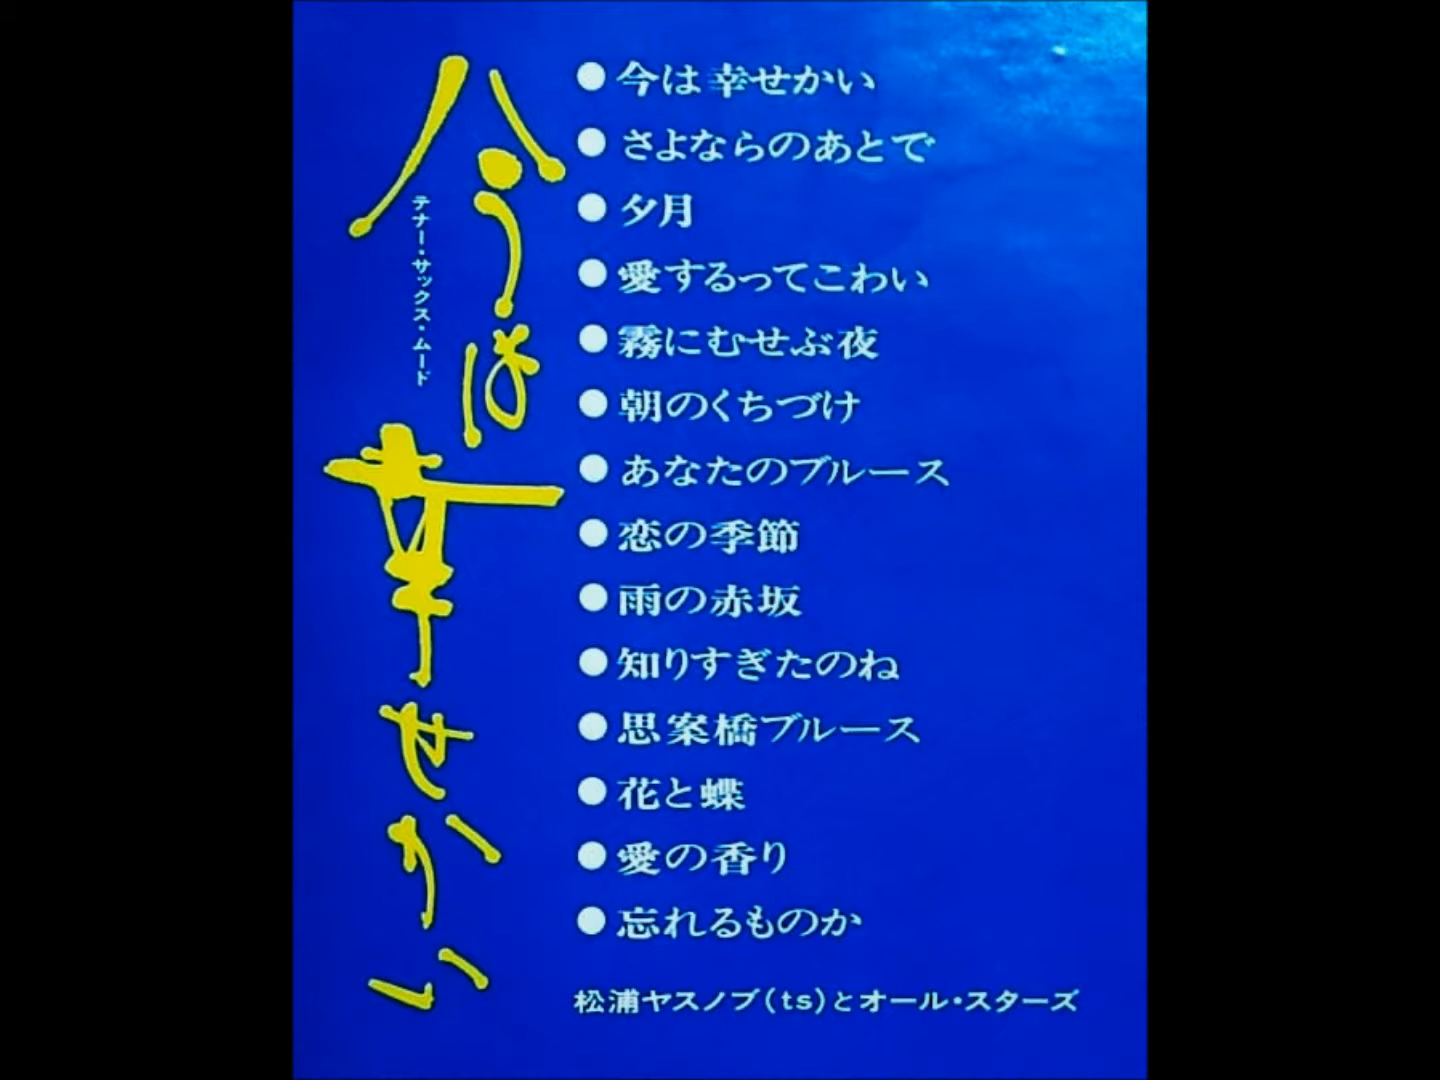 今は幸せかい
テナー・サックス・ムード
●今は幸せかい
●さよならのあとで
●夕月
●愛するってこわい
●霧にむせぶ夜
●朝のくちづけ
●あなたのブルース
●恋の季節
●雨の赤坂
●知りすぎたのね
●思案橋ブルース
●花と蝶
●愛の香り
●忘れるものか
松浦ヤスノブ(ts)とオール・スターズ